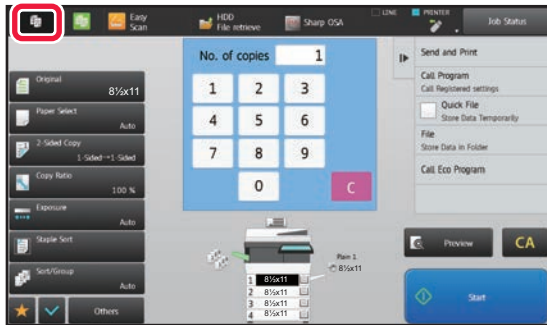 Easy
Scan
HDD
File retrieve
Sharp OSA
LINE
PRINTER
Job Status
No. of copies 1
1 2 3
4 5 6
7 8 9
0 C
Original
8½x11
Paper Select
Auto
2-Sided Copy
1-Sided→1-Sided
Copy Ratio
100 %
Exposure
Auto
Staple Sort
Sort/Group
Auto
Others
Plain 1
8½x11
1 8½x11
2 8½x11
3 8½x11
4 8½x11
Send and Print
Call Program
Call Registered settings
Quick File
Store Data Temporarily
File
Store Data in Folder
Call Eco Program
Preview
CA
Start